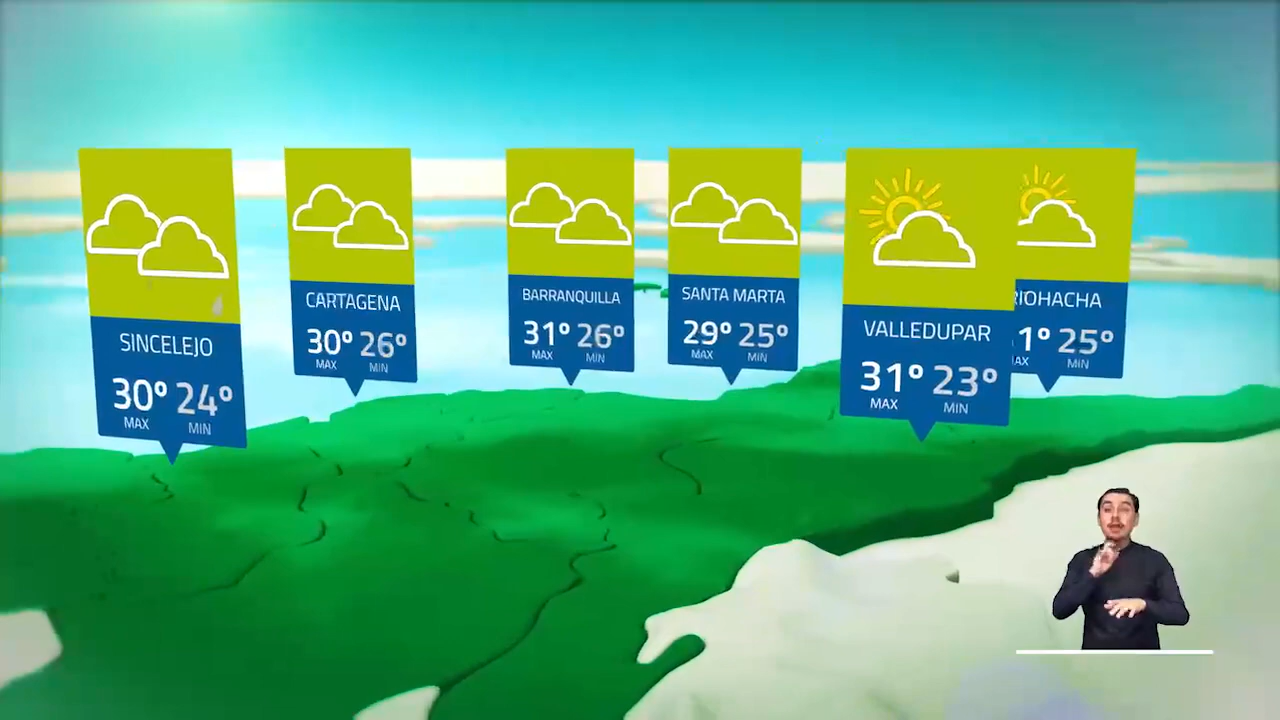 SINCELEJO
30° 24°
MAX MIN
CARTAGENA
30° 26°
MAX MIN
BARRANQUILLA
31° 26°
MAX MIN
SANTA MARTA
29° 25°
MAX MIN
VALLEDUPAR
31° 23°
MAX MIN
RIOHACHA
1° 25°
MIN